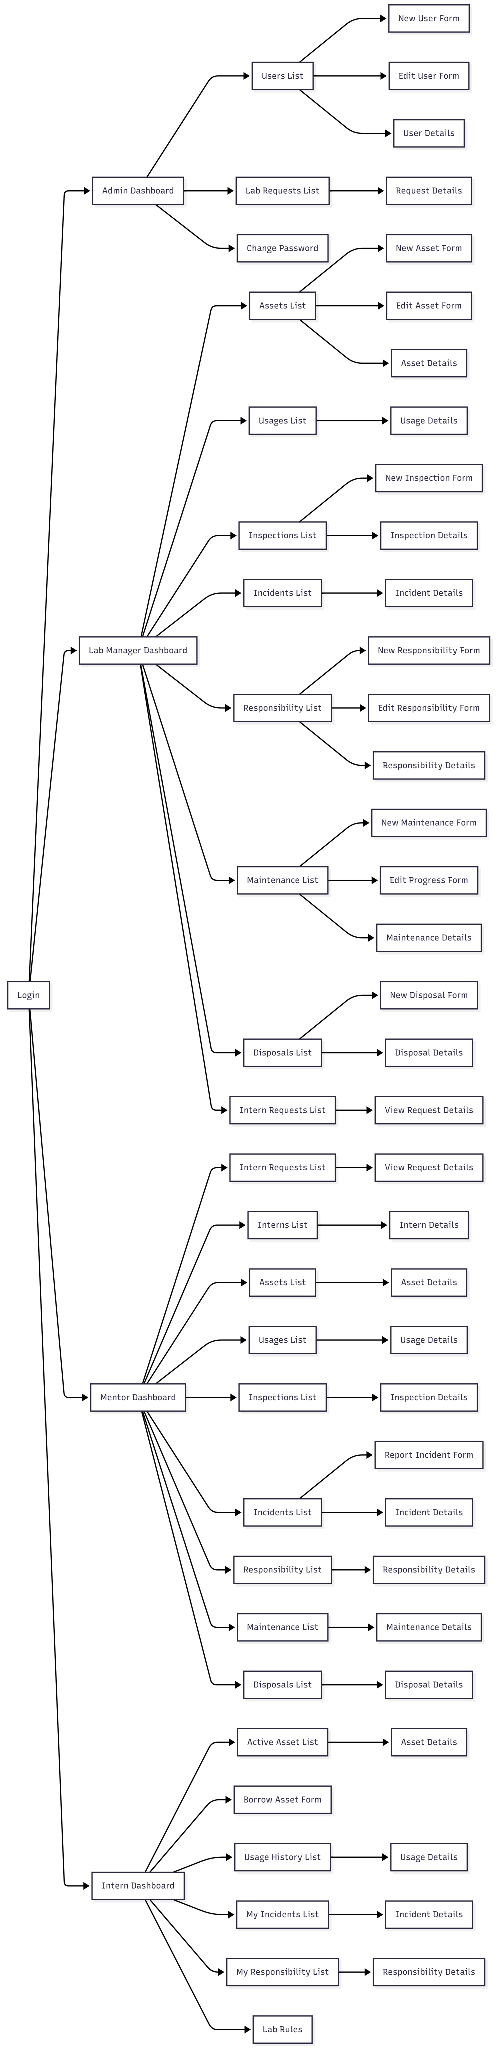 New User Form
Users List
Edit User Form
User Details
Admin Dashboard
Lab Requests List
Request Details
Change Password
New Asset Form
Assets List
Edit Asset Form
Asset Details
Usages List
Usage Details
New Inspection Form
Inspections List
Inspection Details
Incidents List
Incident Details
Lab Manager Dashboard
New Responsibility Form
Responsibility List
Edit Responsibility Form
Responsibility Details
New Maintenance Form
Maintenance List
Edit Progress Form
Maintenance Details
Login
New Disposal Form
Disposals List
Disposal Details
Intern Requests List
View Request Details
Intern Requests List
View Request Details
Interns List
Intern Details
Assets List
Asset Details
Usages List
Usage Details
Mentor Dashboard
Inspections List
Inspection Details
Report Incident Form
Incidents List
Incident Details
Responsibility List
Responsibility Details
Maintenance List
Maintenance Details
Disposals List
Disposal Details
Active Asset List
Asset Details
Borrow Asset Form
Usage History List
Usage Details
Intern Dashboard
My Incidents List
Incident Details
My Responsibility List
Responsibility Details
Lab Rules